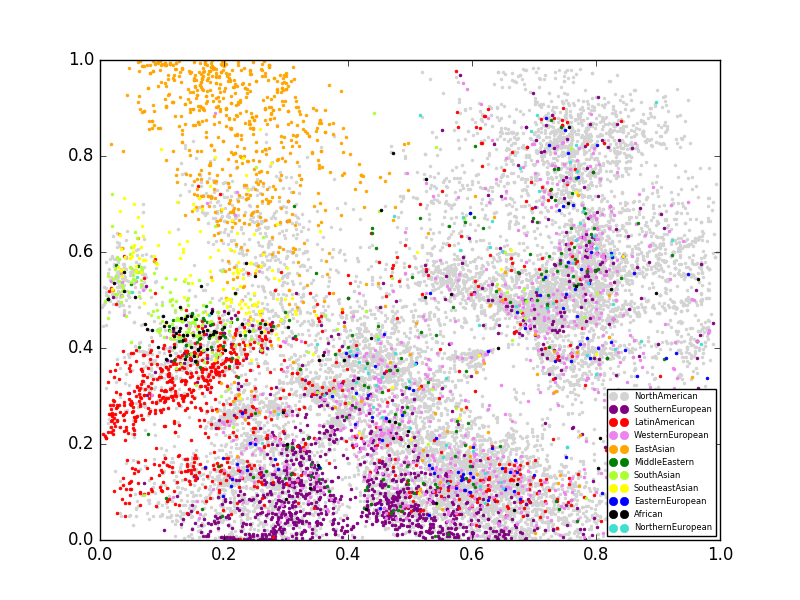 1.0
0.8
0.6
0.4
0.2
0.0
0.0 0.2 0.4 0.6 0.8 1.0
NorthAmerican
SouthernEuropean
LatinAmerican
WesternEuropean
EastAsian
MiddleEastern
SouthAsian
SoutheastAsian
EasternEuropean
African
NorthernEuropean